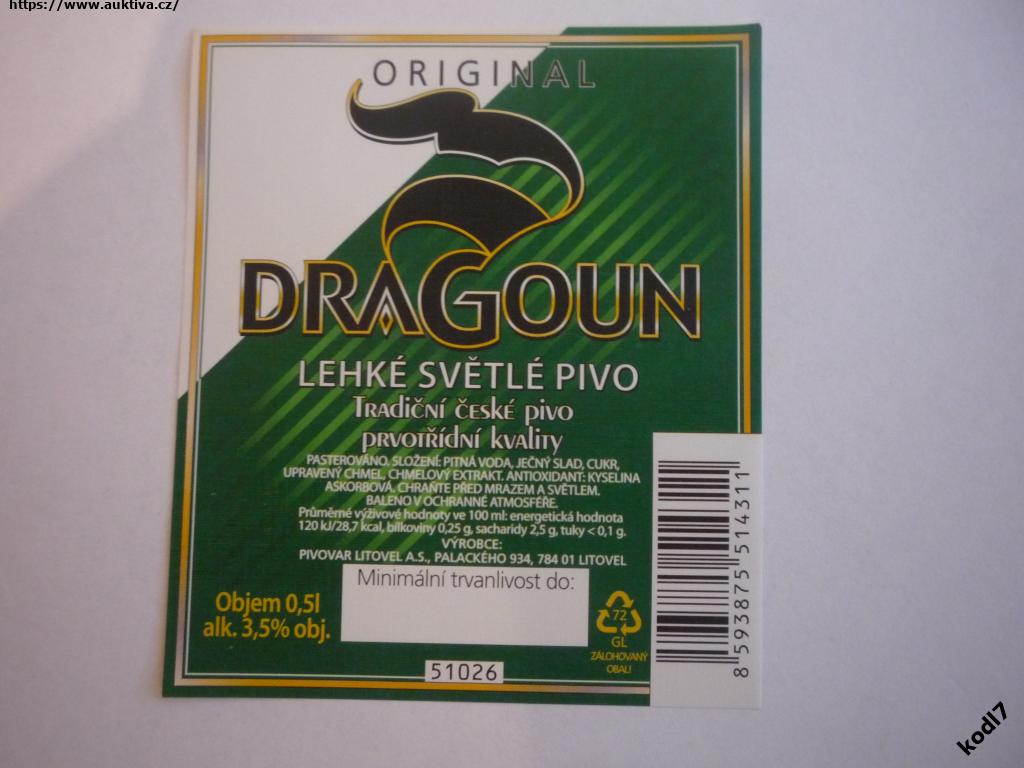 https://www.auktiva.cz/
ORIGINAL
DRAGOUN
LEHKÉ SVĚTLÉ PIVO
Tradiční české pivo
prvotřídní kvality
PASTEROVÁNO. SLOŽENÍ: PITNÁ VODA, JEČNÝ SLAD, CUKR,
UPRAVENÝ CHMEL, CHMELOVÝ EXTRAKT. ANTIOXIDANT: KYSELINA
ASKORBOVÁ. CHRAŇTE PŘED MRAZEM A SVĚTLEM.
BALENO V OCHRANNÉ ATMOSFÉŘE.
Průměrné výživové hodnoty ve 100 ml: energetická hodnota
120 kJ/28,7 kcal, bílkoviny 0,25 g, sacharidy 2,5 g, tuky < 0,1 g.
VÝROBCE:
PIVOVAR LITOVEL A.S., PALACKÉHO 934, 784 01 LITOVEL
Minimální trvanlivost do:
Objem 0,5l
alk. 3,5% obj.
72
GL
ZÁLOHOVANÝ
OBAL!
51026
8 593875 514311
kodl7